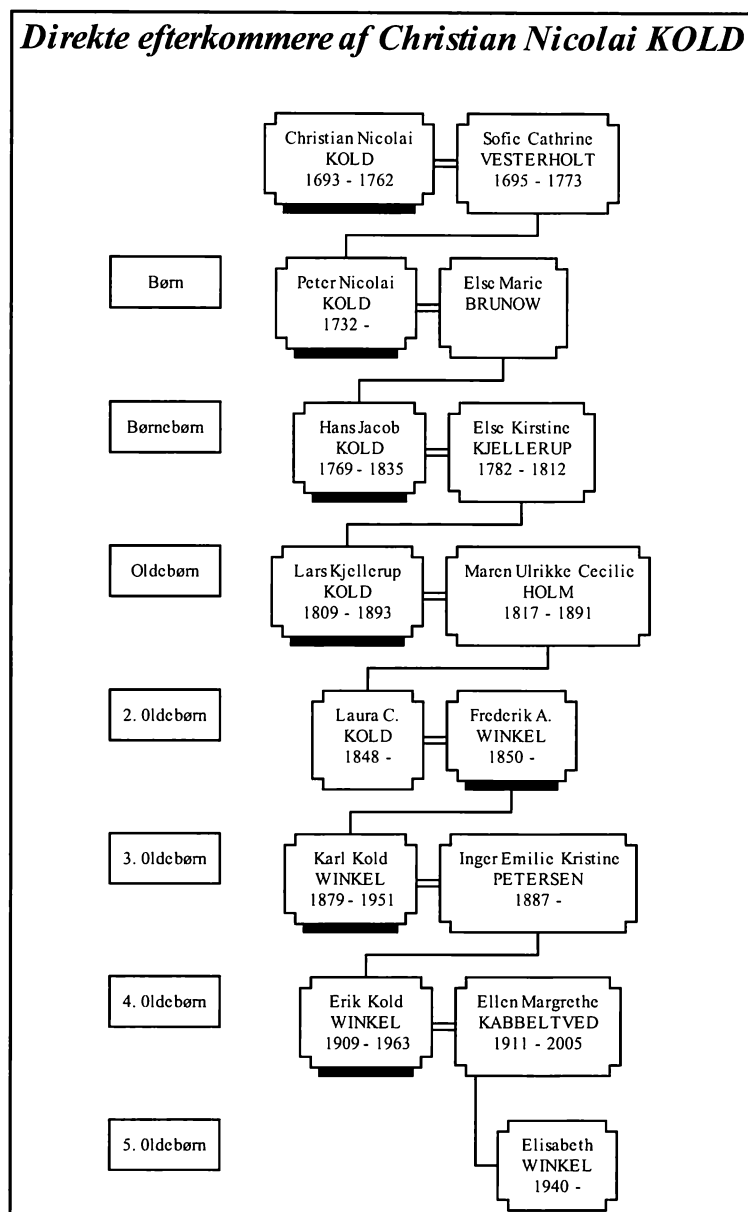 Direkte efterkommere af Christian Nicolai KOLD
Christian Nicolai
KOLD
1693 - 1762
Sofie Cathrine
VESTERHOLT
1695 - 1773
Børn
Peter Nicolai
KOLD
1732 -
Else Marie
BRUNOW
Børnebørn
Hans Jacob
KOLD
1769 - 1835
Else Kirstine
KJELLERUP
1782 - 1812
Oldebørn
Lars Kjellerup
KOLD
1809 - 1893
Maren Ulrikke Cecilie
HOLM
1817 - 1891
2. Oldebørn
Laura C.
KOLD
1848 -
Frederik A.
WINKEL
1850 -
3. Oldebørn
Karl Kold
WINKEL
1879 - 1951
Inger Emilie Kristine
PETERSEN
1887 -
4. Oldebørn
Erik Kold
WINKEL
1909 - 1963
Ellen Margrethe
KABBELTVED
1911 - 2005
5. Oldebørn
Elisabeth
WINKEL
1940 -